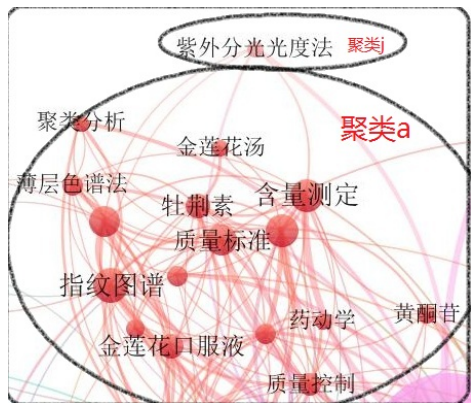 紫外分光光度法 聚类j
聚类a
聚类分析
金莲花汤
薄层色谱法
牡荆素
含量测定
质量标准
指纹图谱
药动学
黄酮苷
金莲花口服液
质量控制